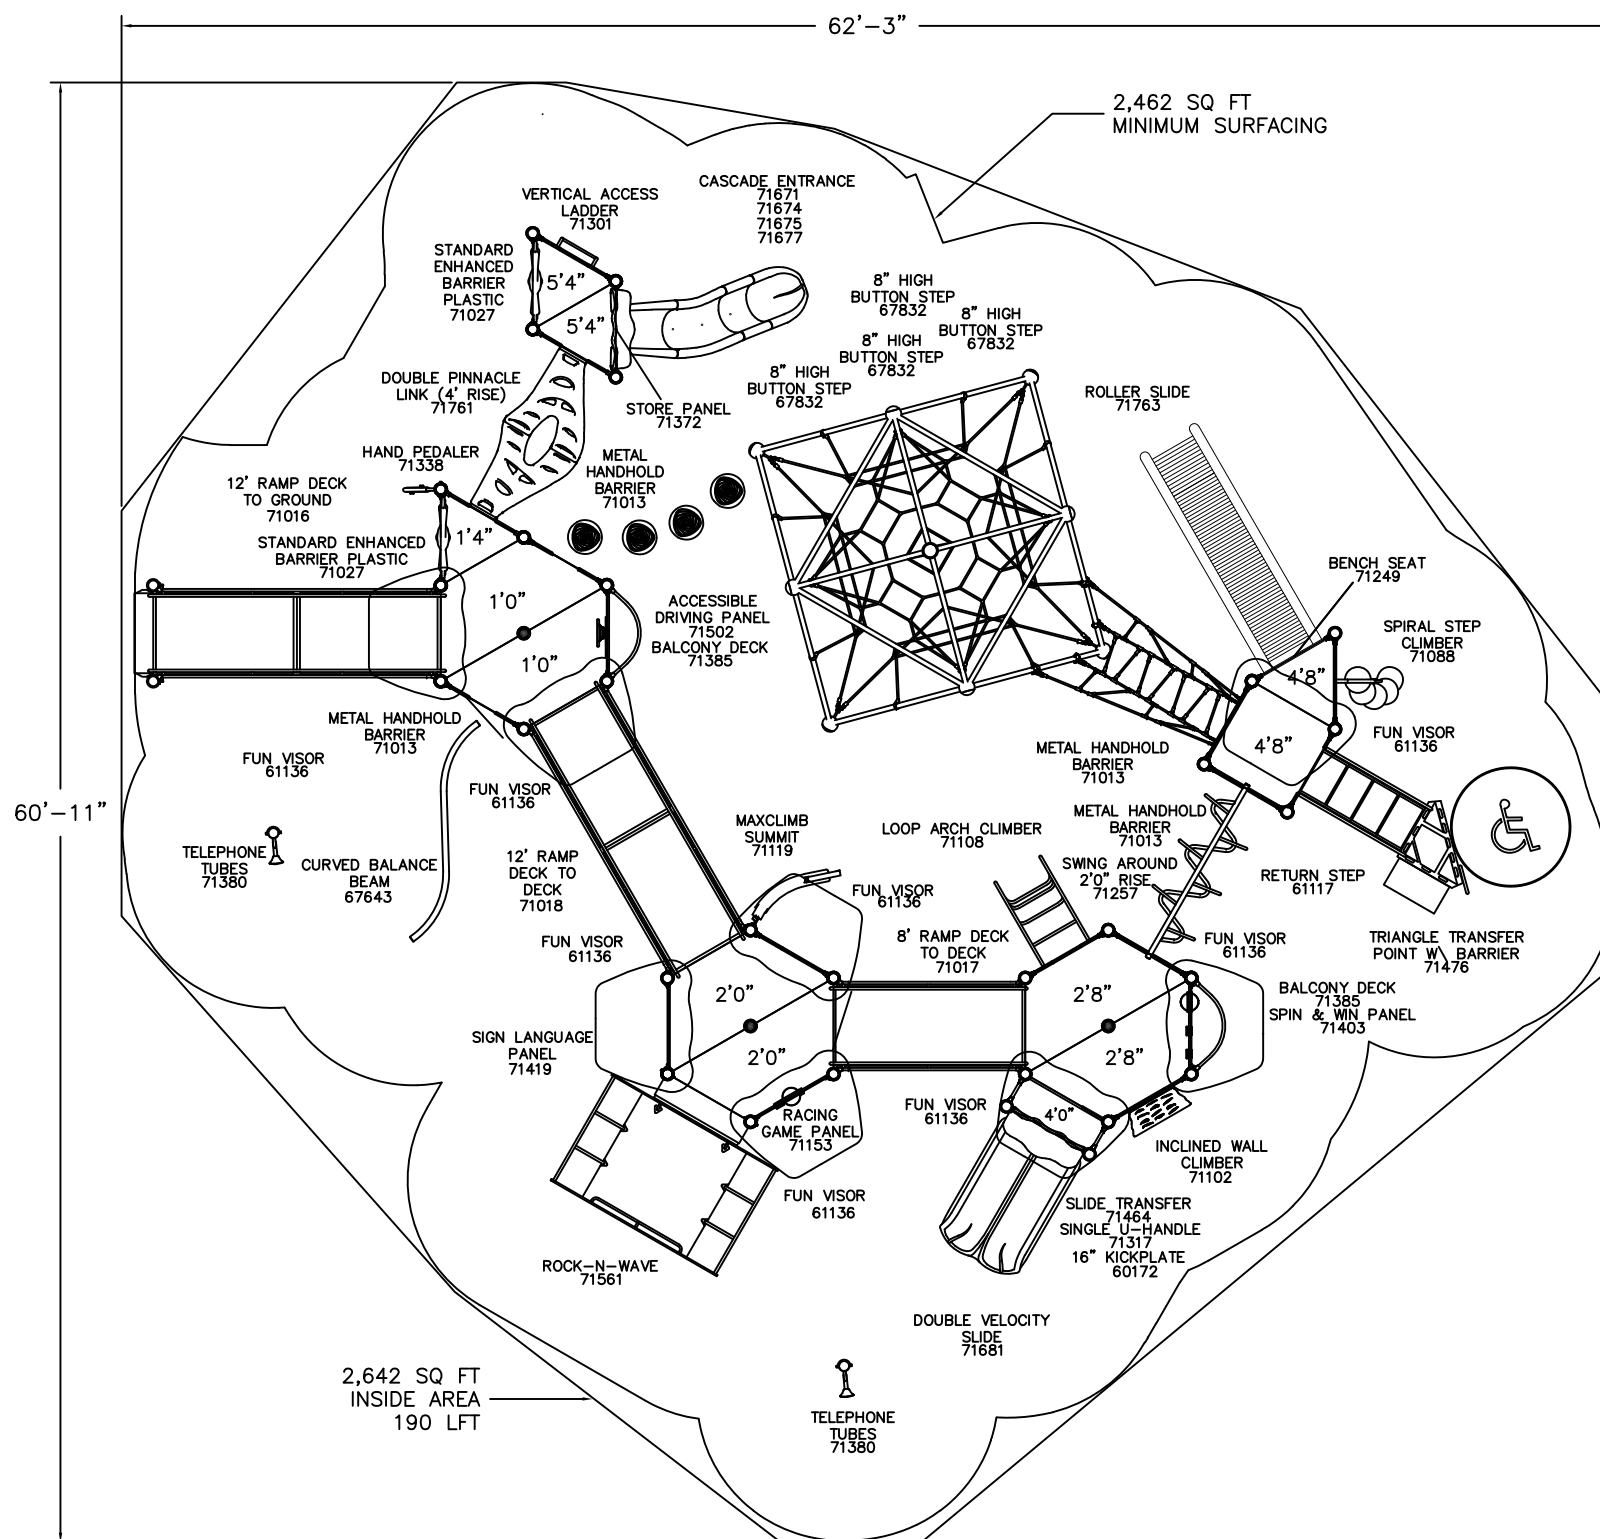 62'-3"
2,462 SQ FT
MINIMUM SURFACING
CASCADE ENTRANCE
71671
71674
71675
71677
VERTICAL ACCESS
LADDER
71301
STANDARD
ENHANCED
BARRIER
PLASTIC
71027
5'4"
5'4"
8" HIGH
BUTTON STEP
67832
8" HIGH
BUTTON STEP
67832
8" HIGH
BUTTON STEP
67832
8" HIGH
BUTTON STEP
67832
DOUBLE PINNACLE
LINK (4' RISE)
71761
STORE PANEL
71372
ROLLER SLIDE
71763
HAND PEDALER
71338
METAL
HANDHOLD
BARRIER
71013
12' RAMP DECK
TO GROUND
71016
STANDARD ENHANCED
BARRIER PLASTIC
71027
1'4"
1'0"
1'0"
BENCH SEAT
71249
ACCESSIBLE
DRIVING PANEL
71502
BALCONY DECK
71385
SPIRAL STEP
CLIMBER
71088
4'8"
4'8"
METAL HANDHOLD
BARRIER
71013
FUN VISOR
61136
FUN VISOR
61136
METAL HANDHOLD
BARRIER
71013
FUN VISOR
61136
60'-11"
METAL HANDHOLD
BARRIER
71013
MAXCLIMB
SUMMIT
71119
LOOP ARCH CLIMBER
71108
TELEPHONE
TUBES
71380
CURVED BALANCE
BEAM
67643
12' RAMP
DECK TO
DECK
71018
SWING AROUND
2'0" RISE
71257
RETURN STEP
61117
FUN VISOR
61136
FUN VISOR
61136
8' RAMP DECK
TO DECK
71017
FUN VISOR
61136
TRIANGLE TRANSFER
POINT W\ BARRIER
71476
2'0"
2'0"
2'8"
2'8"
BALCONY DECK
71385
SPIN & WIN PANEL
71403
SIGN LANGUAGE
PANEL
71419
FUN VISOR
61136
4'0"
RACING
GAME PANEL
71153
INCLINED WALL
CLIMBER
71102
FUN VISOR
61136
SLIDE TRANSFER
71464
SINGLE U-HANDLE
71317
16" KICKPLATE
60172
ROCK-N-WAVE
71561
DOUBLE VELOCITY
SLIDE
71681
2,642 SQ FT
INSIDE AREA
190 LFT
TELEPHONE
TUBES
71380